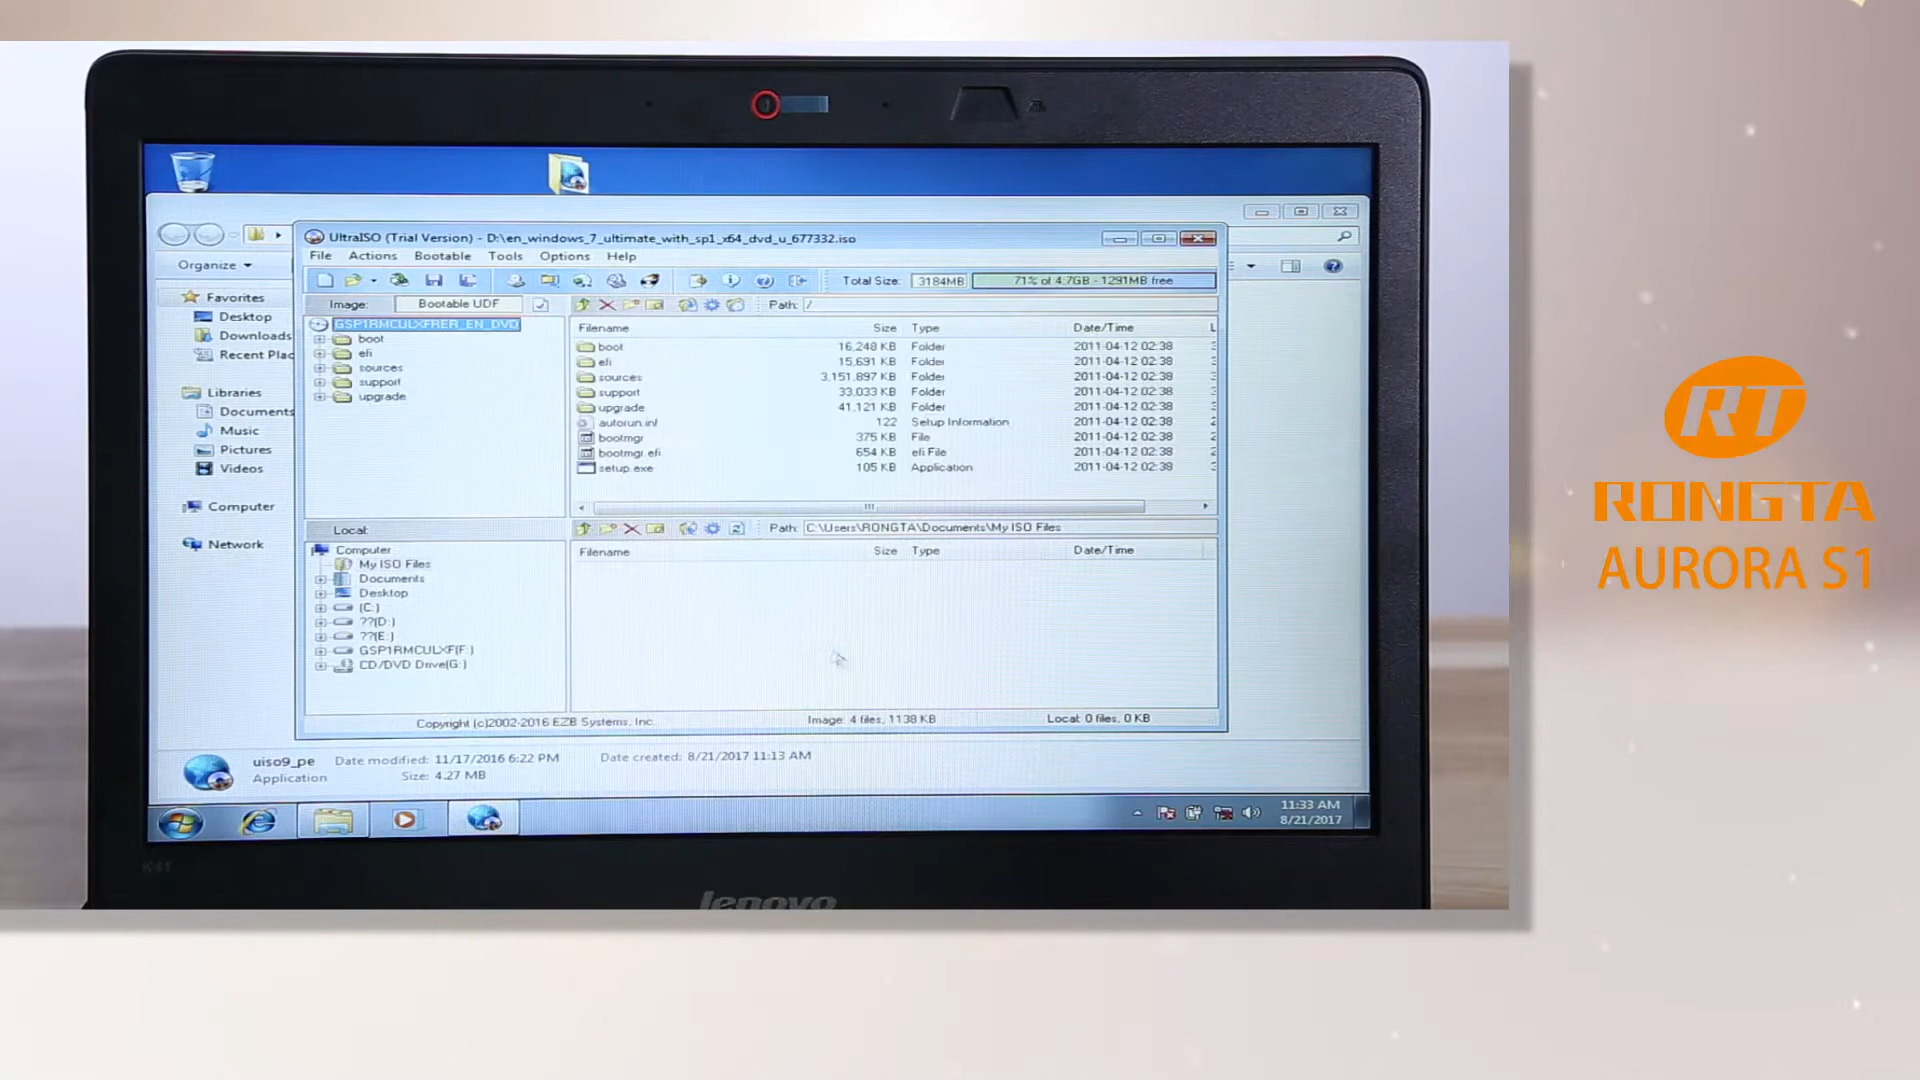 UltraISO (Trial Version) - D:\en_windows_7_ultimate_with_sp1_x64_dvd_u_677332.iso
File Actions Bootable Tools Options Help
Organize
Total Size: 3184MB 71% of 4.7GB - 1291MB free
Image: Bootable UDF Path: /
Favorites
Desktop
Downloads
Recent Plac
Libraries
Documents
Music
Pictures
Videos
Computer
Network
GSP1RMCULXFRER_EN_DVD
boot
efi
sources
support
upgrade
Filename Size Type Date/Time L
boot 16,248 KB Folder 2011-04-12 02:38
efi 15,691 KB Folder 2011-04-12 02:38
sources 3,151,897 KB Folder 2011-04-12 02:38
support 33,033 KB Folder 2011-04-12 02:38
upgrade 41,121 KB Folder 2011-04-12 02:38
autorun.inf 122 Setup Information 2011-04-12 02:38
bootmgr 375 KB File 2011-04-12 02:38
bootmgr.efi 654 KB efi File 2011-04-12 02:38
setup.exe 105 KB Application 2011-04-12 02:38
Local: Path: C:\Users\RONGTA\Documents\My ISO Files
Computer
My ISO Files
Documents
Desktop
(C:)
??(D:)
??(E:)
GSP1RMCULXF(F:)
CD/DVD Drive(G:)
Filename Size Type Date/Time
Copyright (c)2002-2016 EZB Systems, Inc. Image: 4 files, 1138 KB Local: 0 files, 0 KB
uiso9_pe Date modified: 11/17/2016 6:22 PM Date created: 8/21/2017 11:13 AM
Application Size: 4.27 MB
11:33 AM
8/21/2017
K41
lenovo
RT
RONGTA
AURORA S1